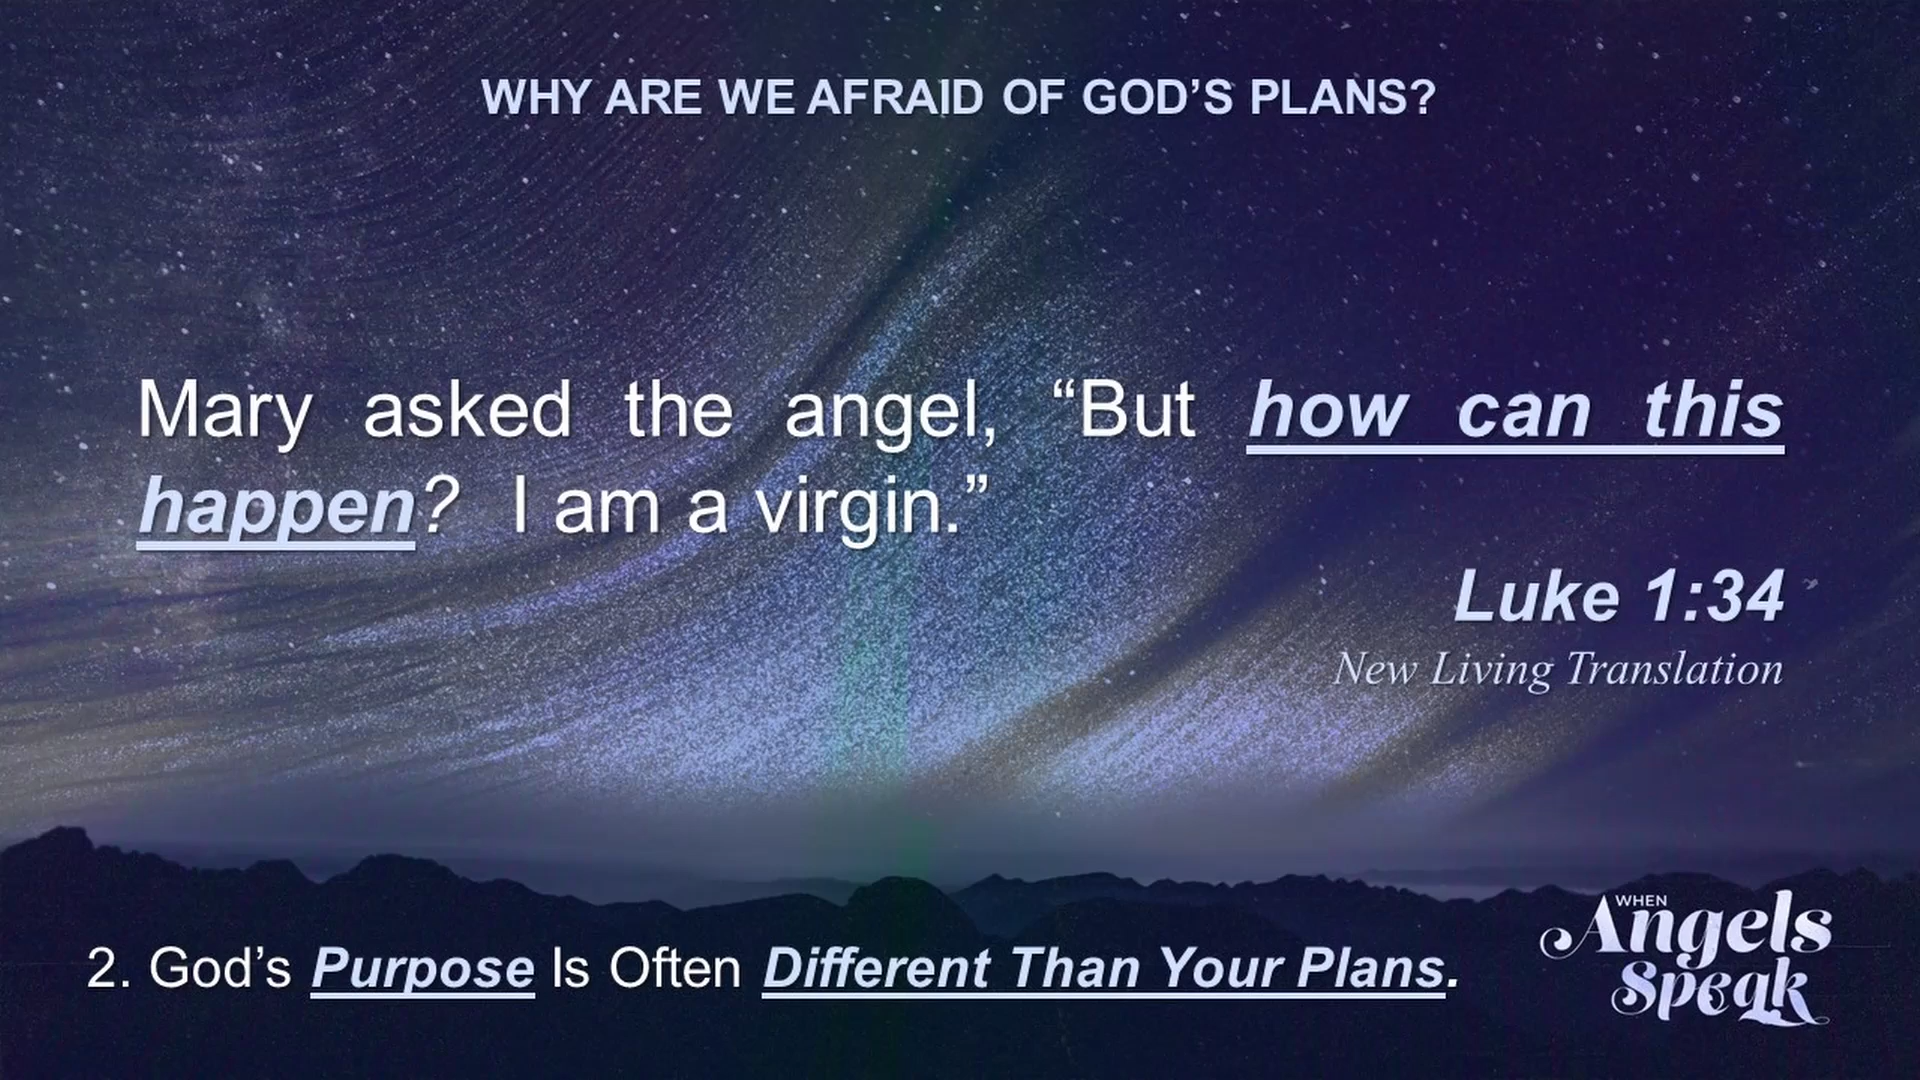 WHY ARE WE AFRAID OF GOD’S PLANS?
Mary asked the angel, “But how can this
happen? I am a virgin.”
Luke 1:34
New Living Translation
2. God’s Purpose Is Often Different Than Your Plans.
WHEN
Angels
Speak